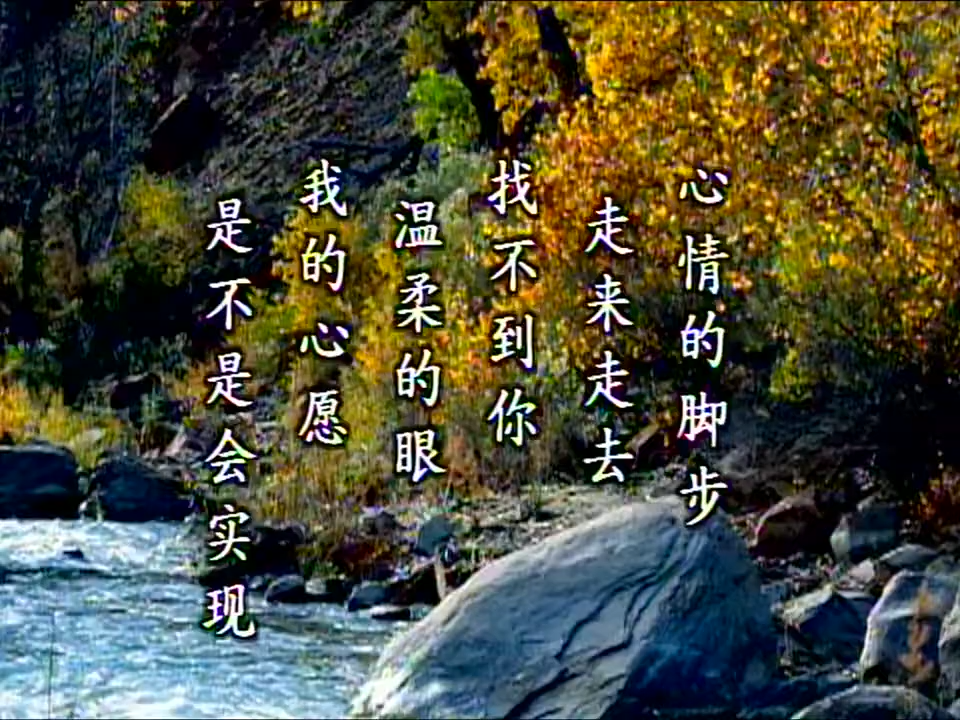 心情的脚步
走来走去
找不到你
温柔的眼
我的心愿
是不是会实现